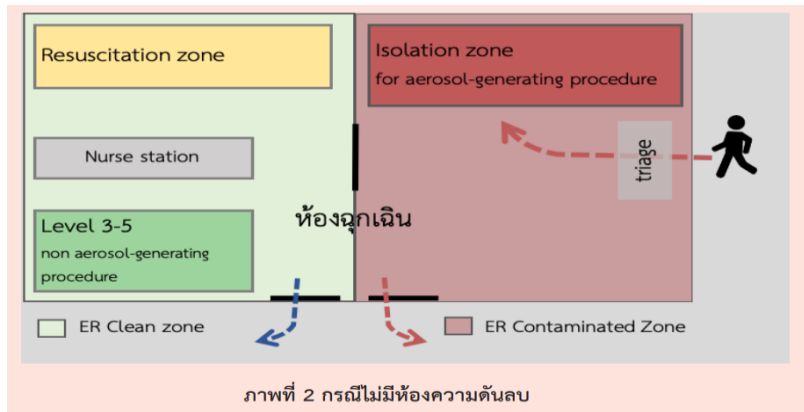 Resuscitation zone
Isolation zone
for aerosol-generating procedure
Nurse station
triage
ห้องฉุกเฉิน
Level 3-5
non aerosol-generating
procedure
ER Clean zone
ER Contaminated Zone
ภาพที่ 2 กรณีไม่มีห้องความดันลบ